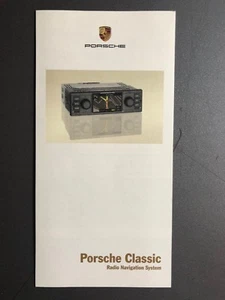 PORSCHE
Porsche Classic
Radio Navigation System